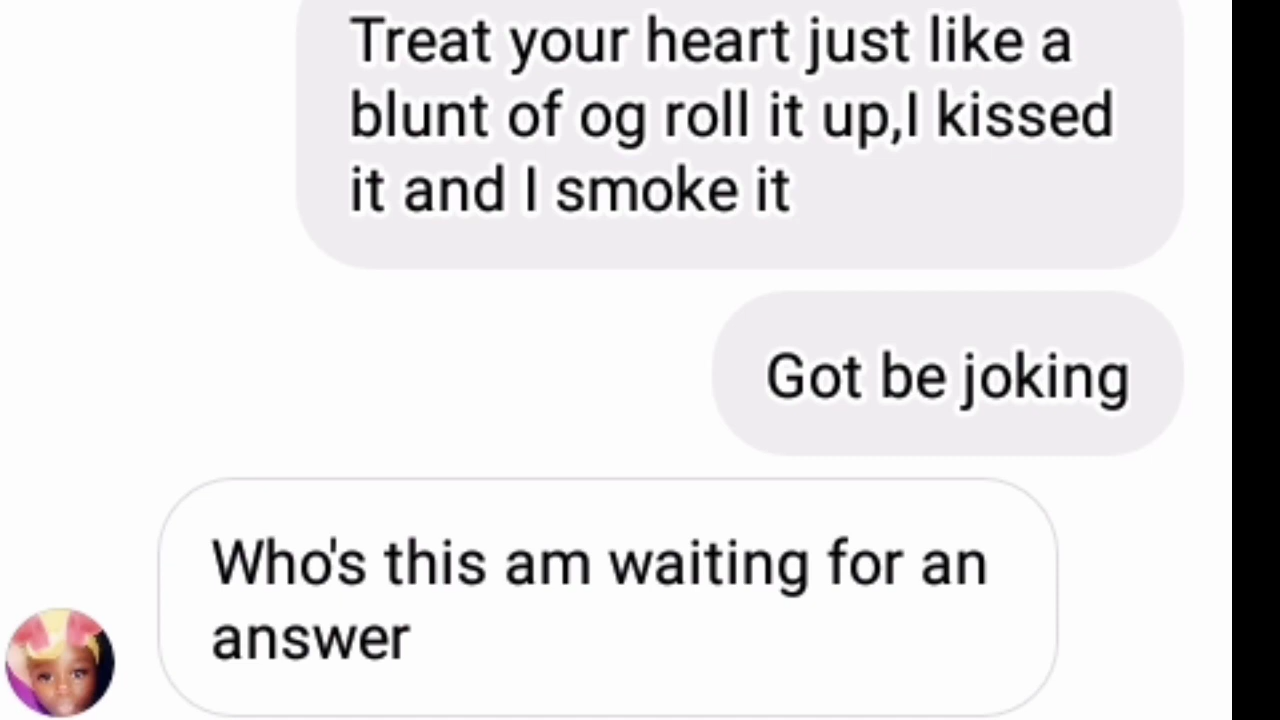 Treat your heart just like a
blunt of og roll it up,I kissed
it and I smoke it
Got be joking
Who's this am waiting for an
answer